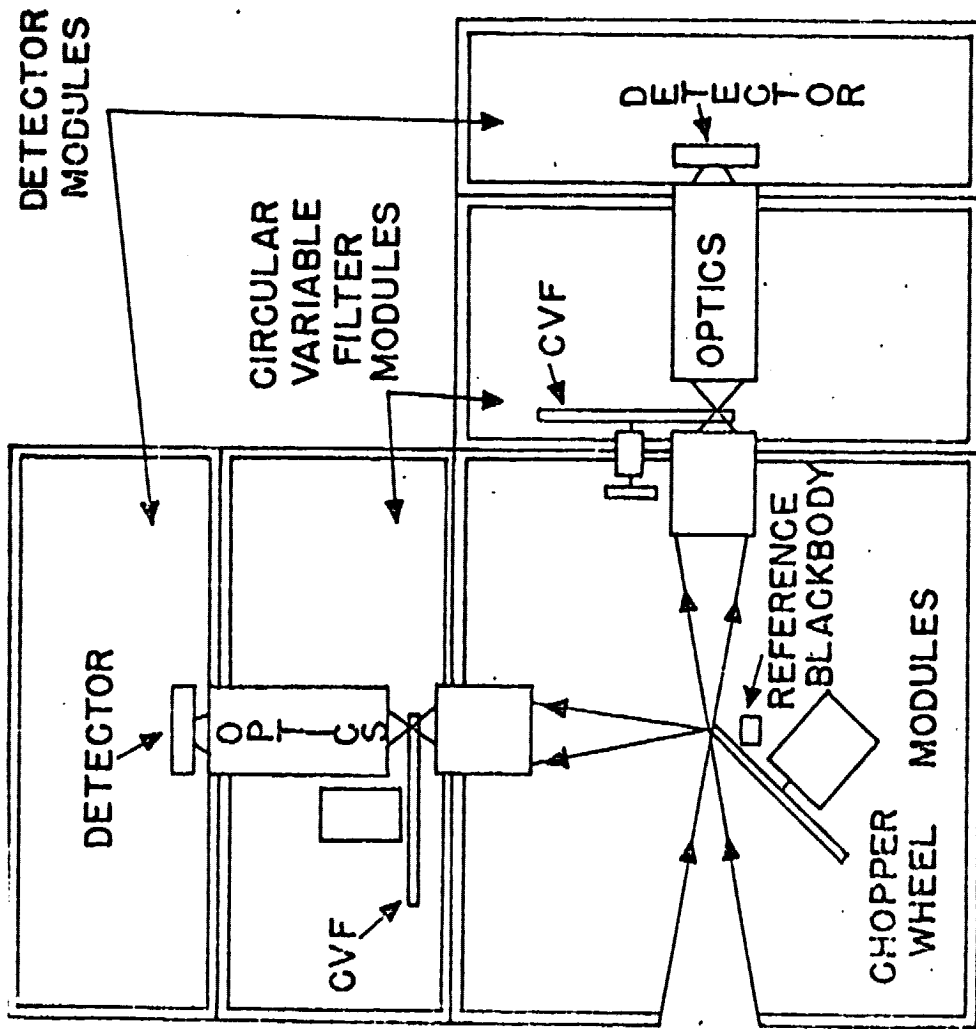 DETECTOR
MODULES
CIRCULAR
VARIABLE
FILTER
MODULES
DETECTOR
OPTICS
CVF
CVF
OPTICS
DETECTOR
REFERENCE
BLACKBODY
CHOPPER
WHEEL MODULES